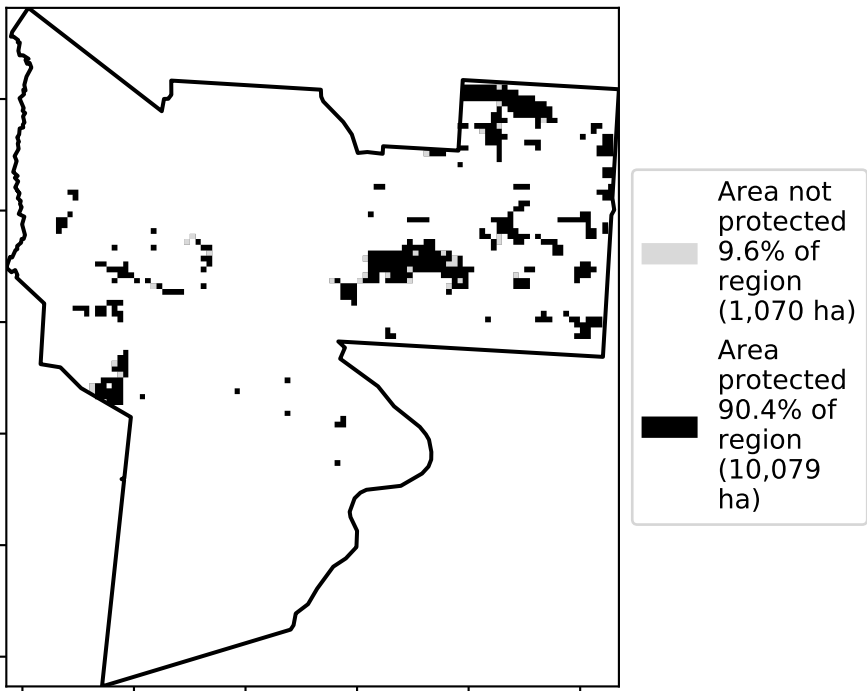 Area not
protected
9.6% of
region
(1,070 ha)
Area
protected
90.4% of
region
(10,079
ha)